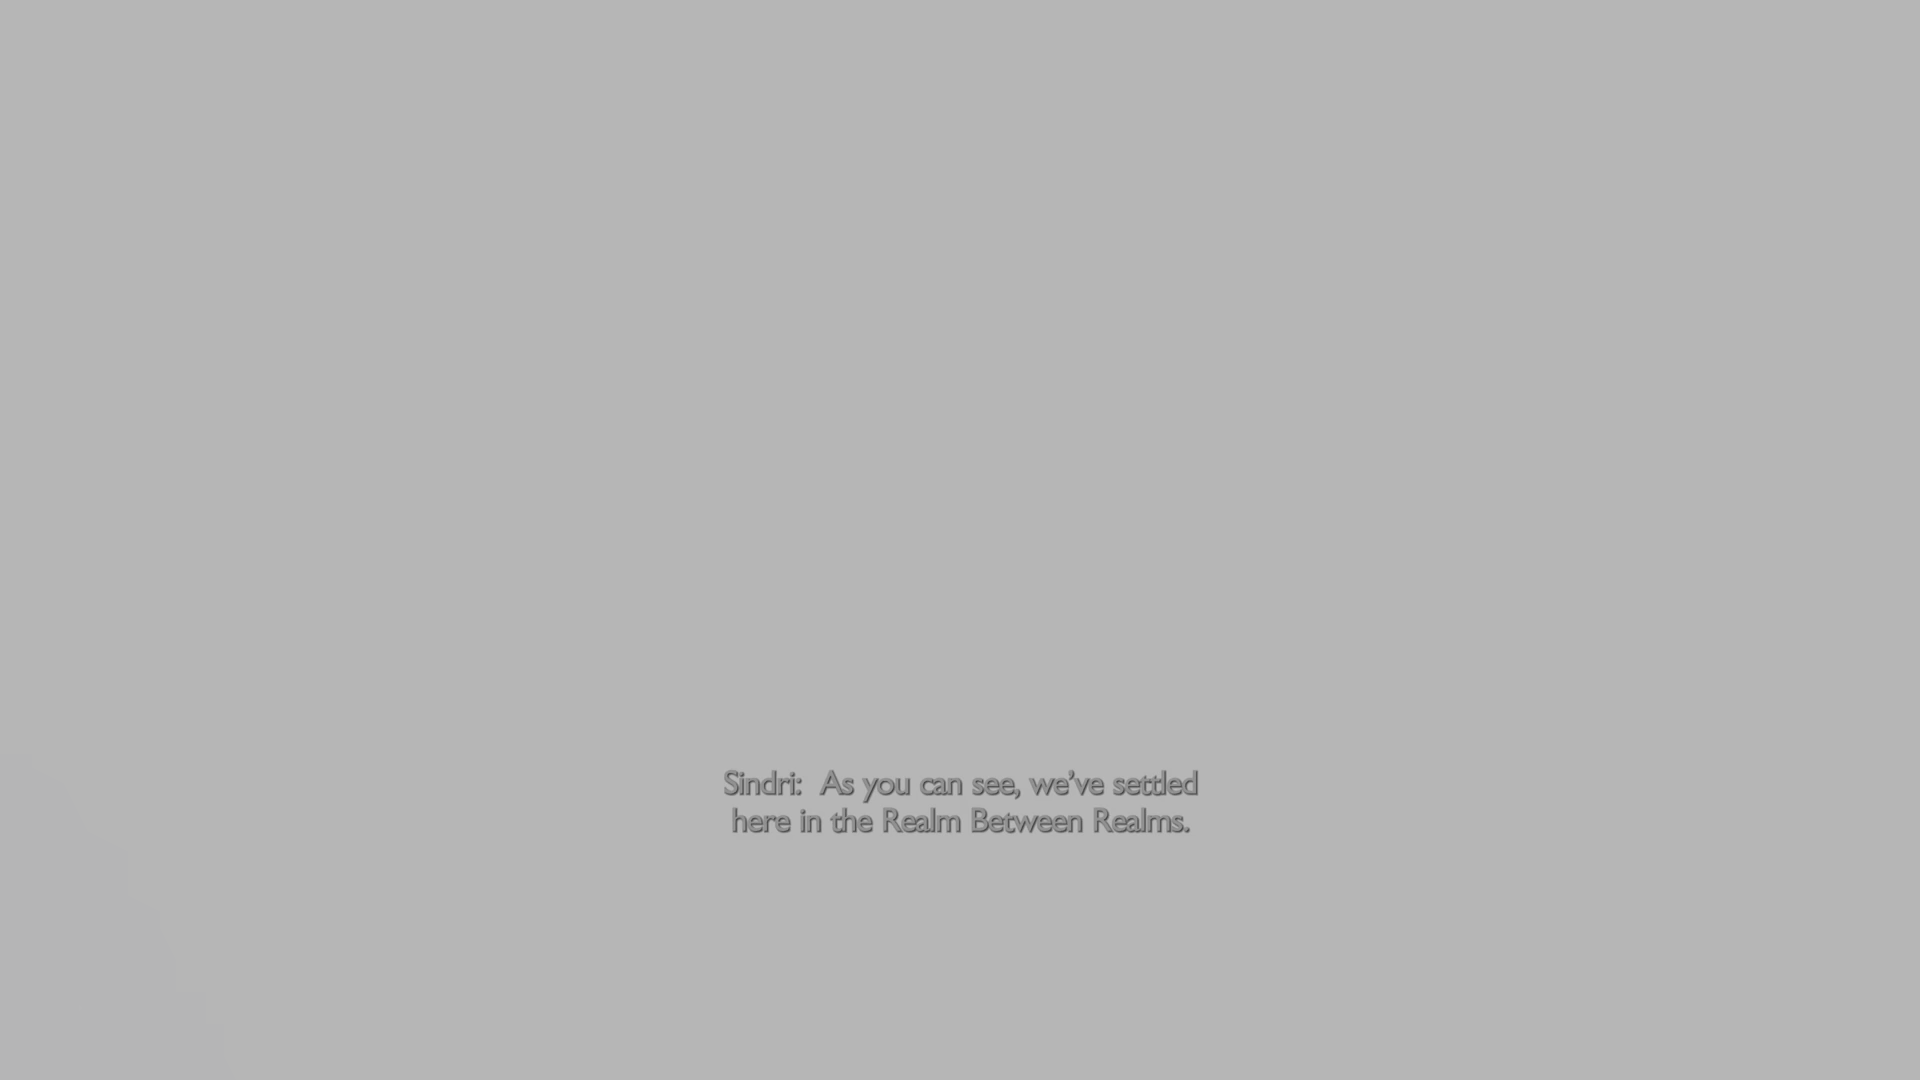 Sindri:  As you can see, we’ve settled
here in the Realm Between Realms.